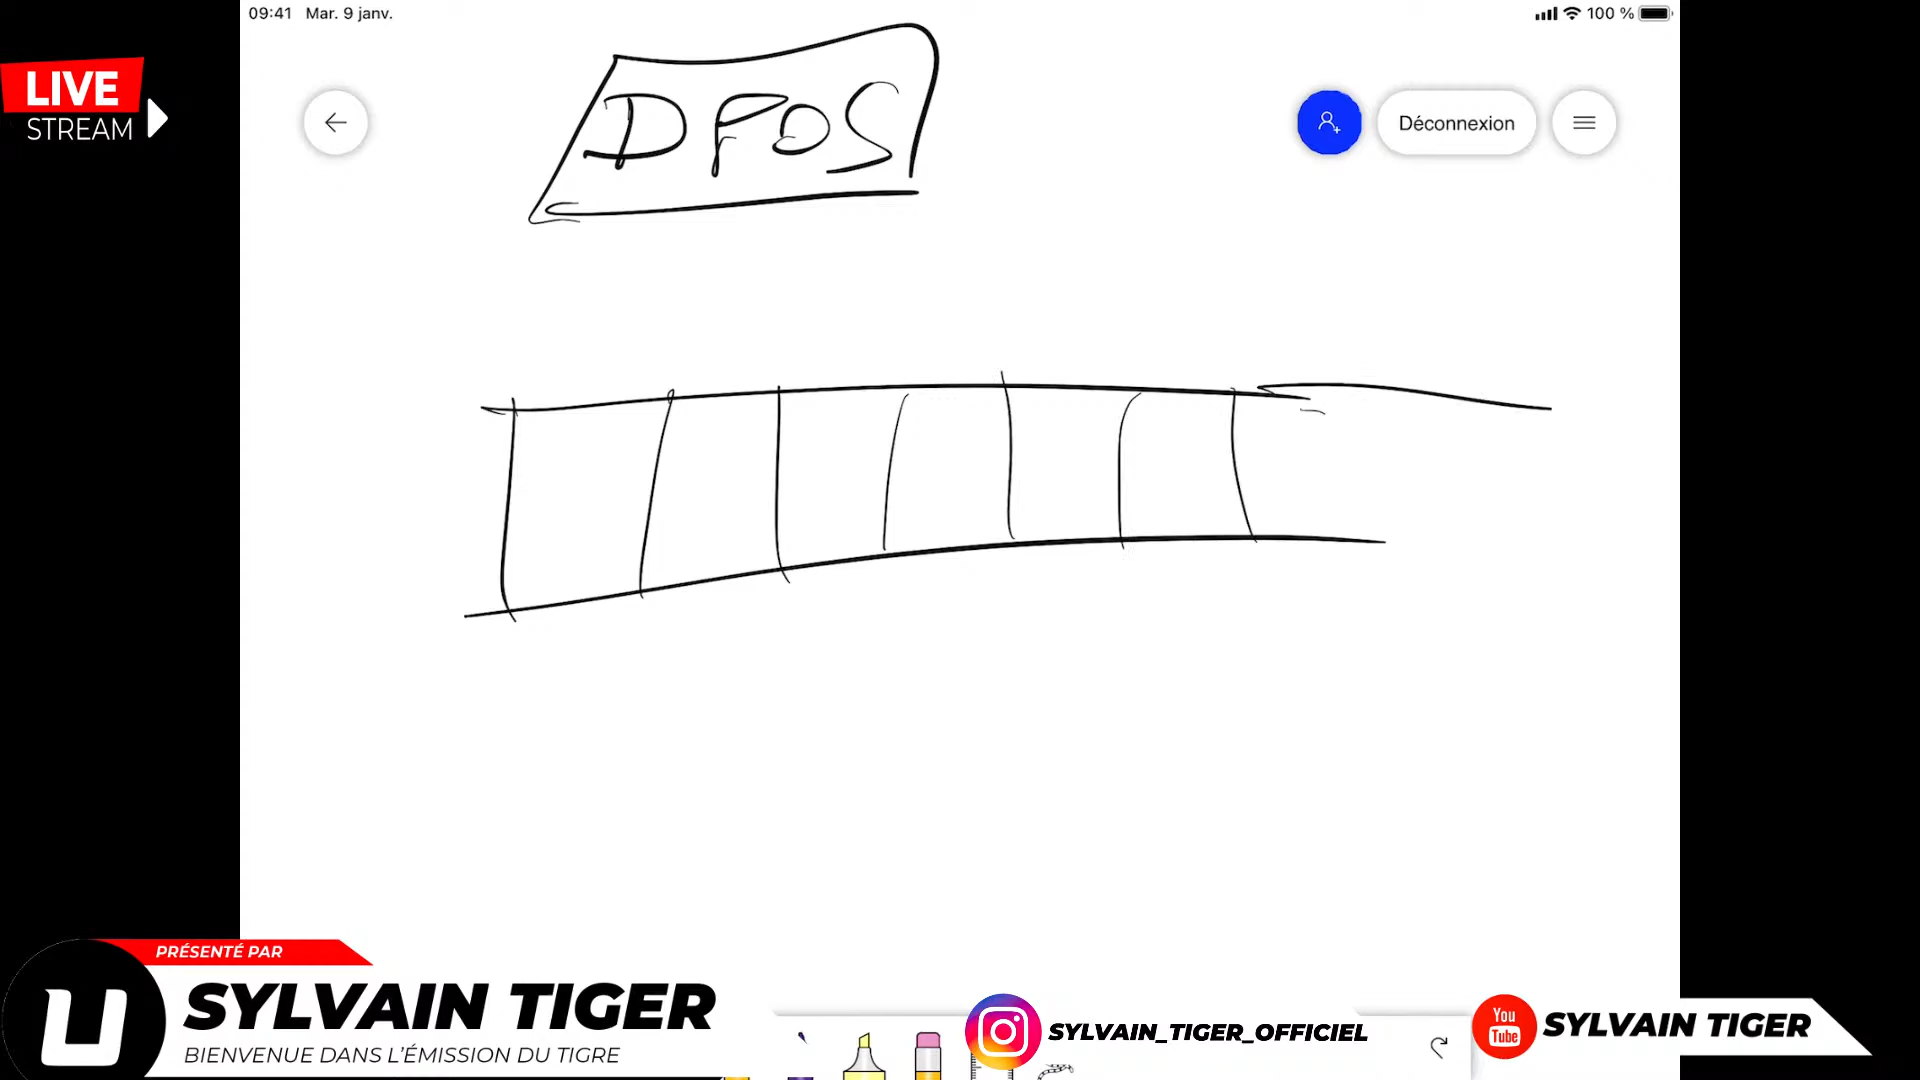 09:41 Mar. 9 janv.
100 %
LIVE
STREAM
DPOS
Déconnexion
PRÉSENTÉ PAR
SYLVAIN TIGER
BIENVENUE DANS L'ÉMISSION DU TIGRE
SYLVAIN_TIGER_OFFICIEL
You
Tube
SYLVAIN TIGER